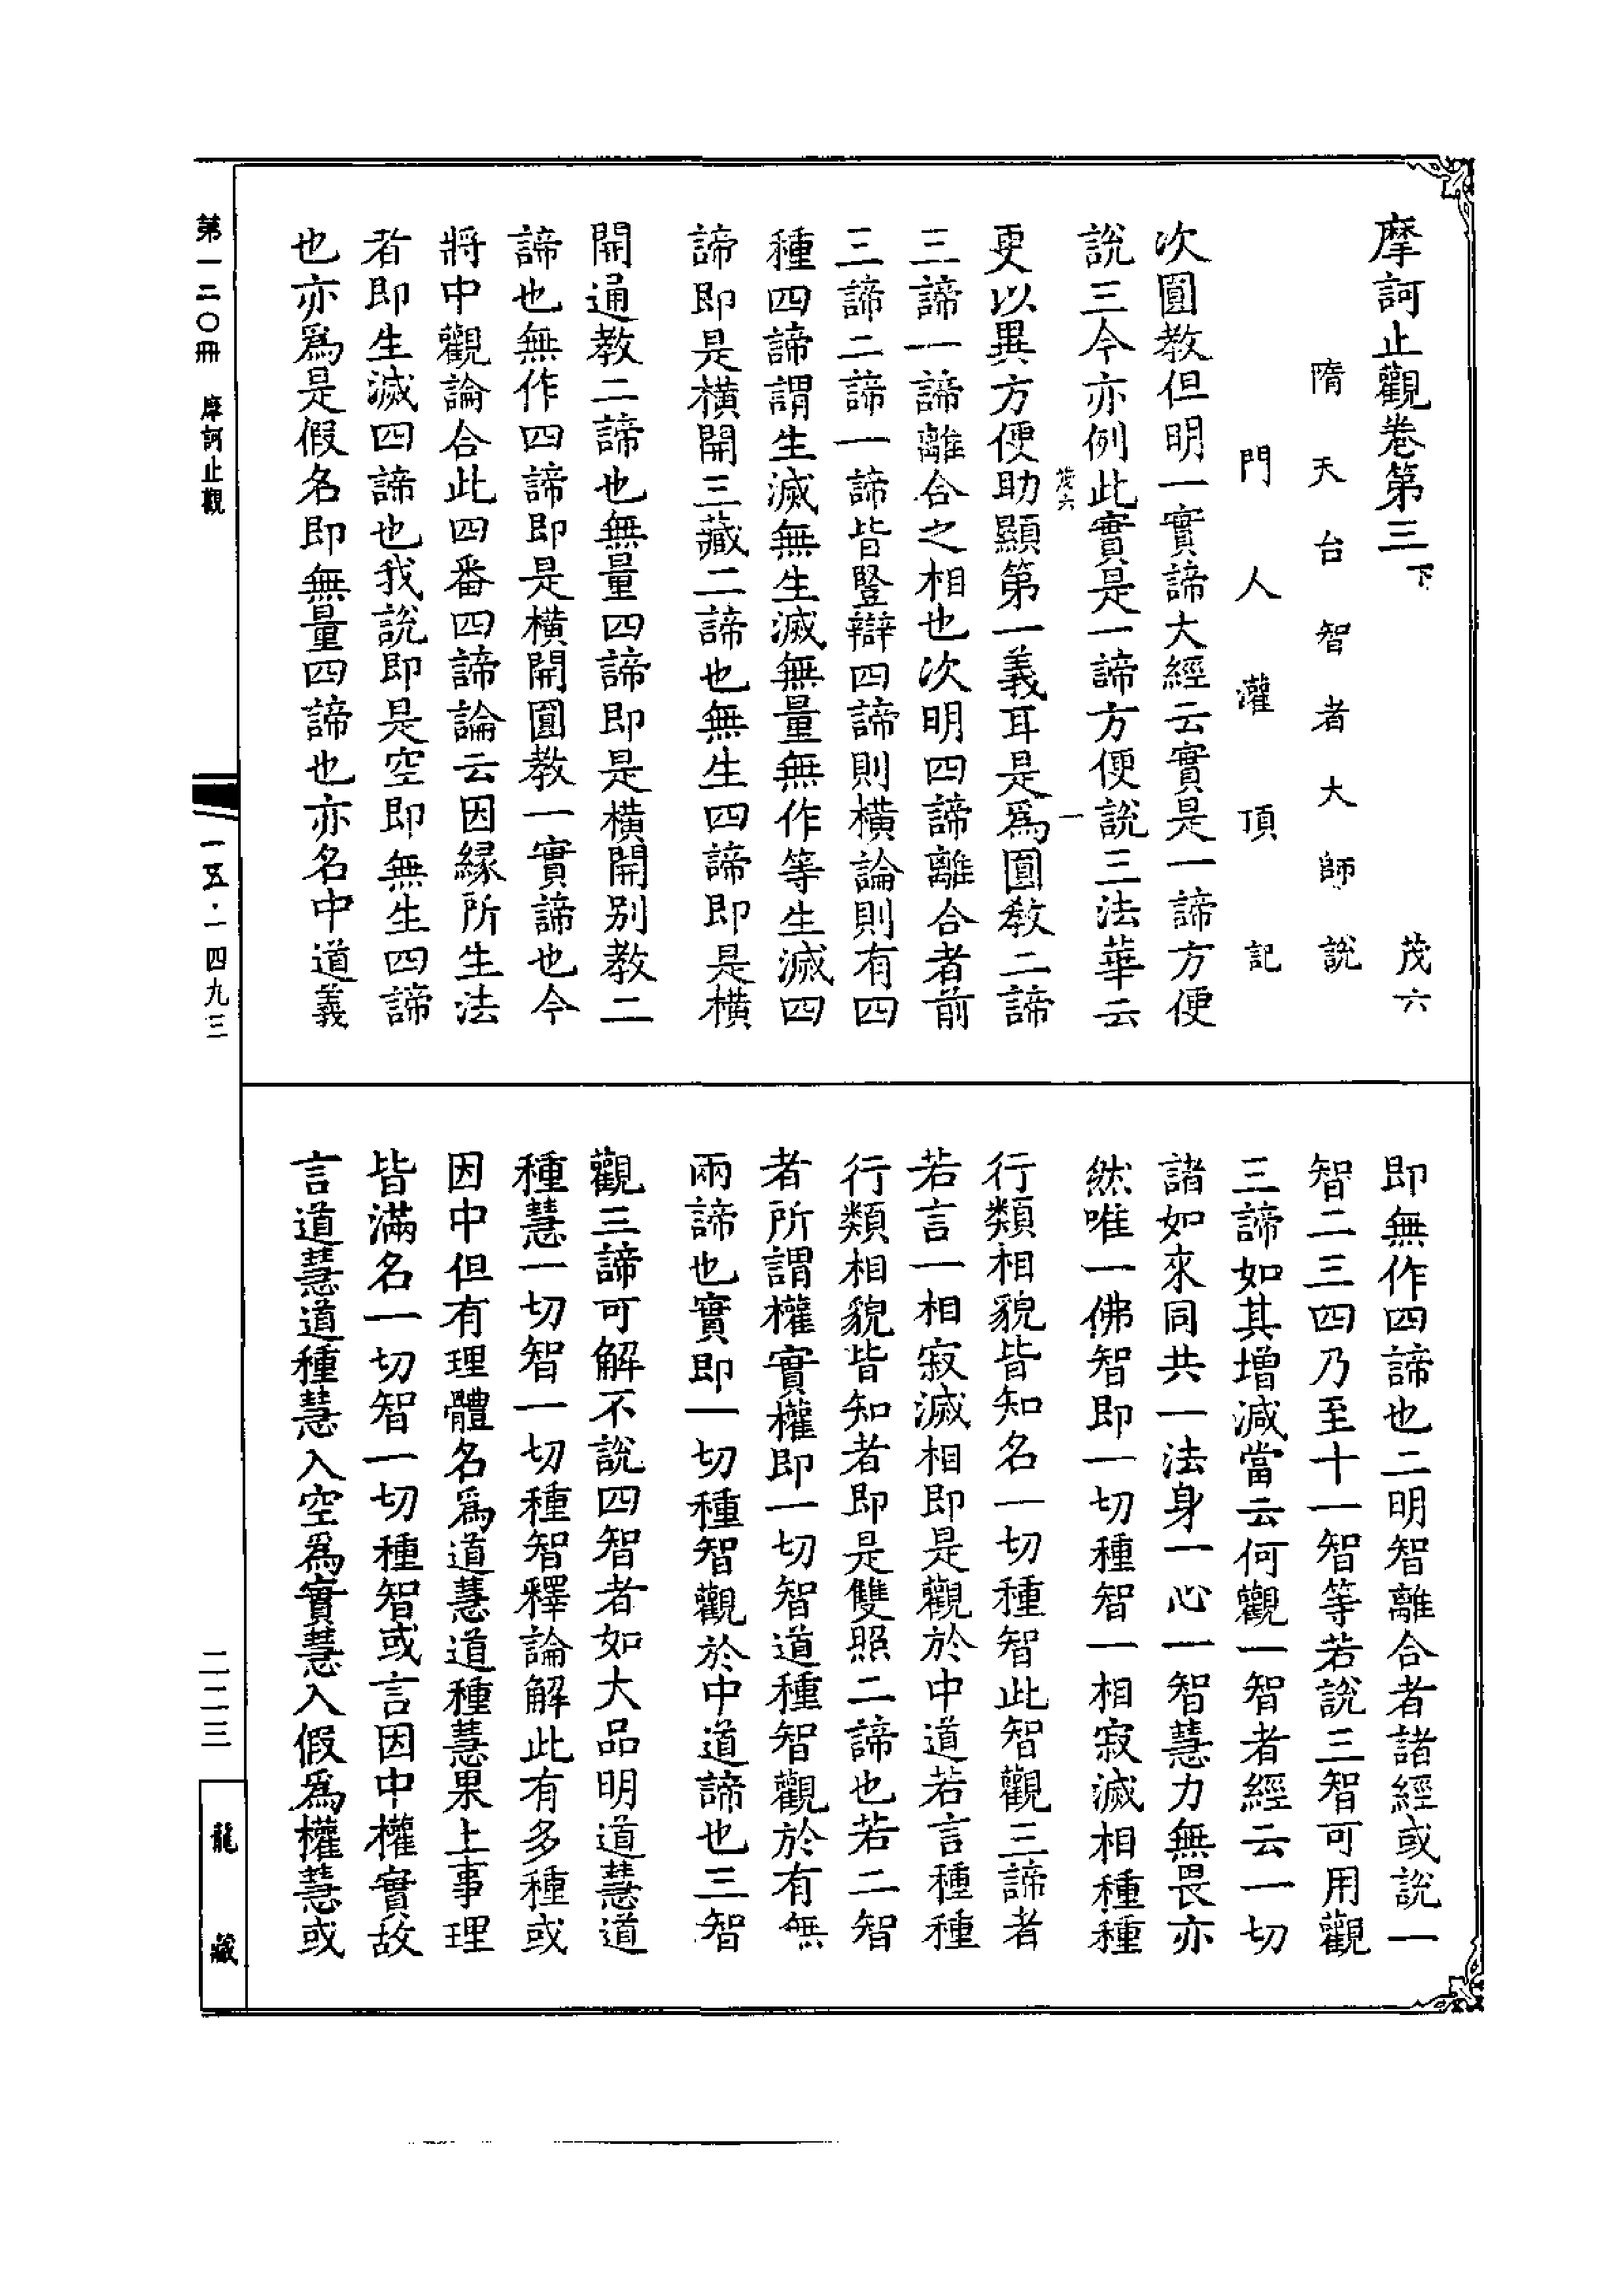 摩訶止觀卷第三下 茂六
隋天台智者大師說
門人灌頂記
次圓教但明一實諦大經云實是一諦方便
說三今亦例此實是一諦方便說三法華云
茂六 一
更以異方便助顯第一義耳是爲圓教二諦
三諦一諦離合之相也次明四諦離合者前
三諦二諦一諦皆豎辯四諦則橫論則有四
種四諦謂生滅無生滅無量無作等生滅四
諦即是橫開三藏二諦也無生四諦即是橫
開通教二諦也無量四諦即是橫開別教二
諦也無作四諦即是橫開圓教一實諦也今
將中觀論合此四番四諦論云因緣所生法
者即生滅四諦也我說即是空即無生四諦
也亦爲是假名即無量四諦也亦名中道義
即無作四諦也二明智離合者諸經或說一
智二三四乃至十一智等若說三智可用觀
三諦如其增減當云何觀一智者經云一切
諸如來同共一法身一心一智慧力無畏亦
然唯一佛智即一切種智一相寂滅相種種
行類相貌皆知名一切種智此智觀三諦者
若言一相寂滅相即是觀於中道若言種種
行類相貌皆知者即是雙照二諦也若二智
者所謂權實權即一切智道種智觀於有無
兩諦也實即一切種智觀於中道諦也三智
觀三諦可解不說四智者如大品明道慧道
種慧一切智一切種智釋論解此有多種或
因中但有理體名爲道慧道種慧果上事理
皆滿名一切智一切種智或言因中權實故
言道慧道種慧入空爲實慧入假爲權慧或
第一二〇冊 摩訶止觀
一五·一四九三
二二三
龍藏